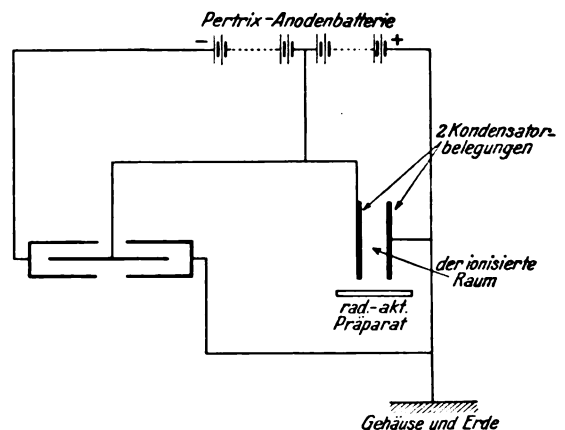 Pertrix-Anodenbatterie
- +
2 Kondensator-
belegungen
der ionisierte
Raum
rad.-akt.
Präparat
Gehäuse und Erde